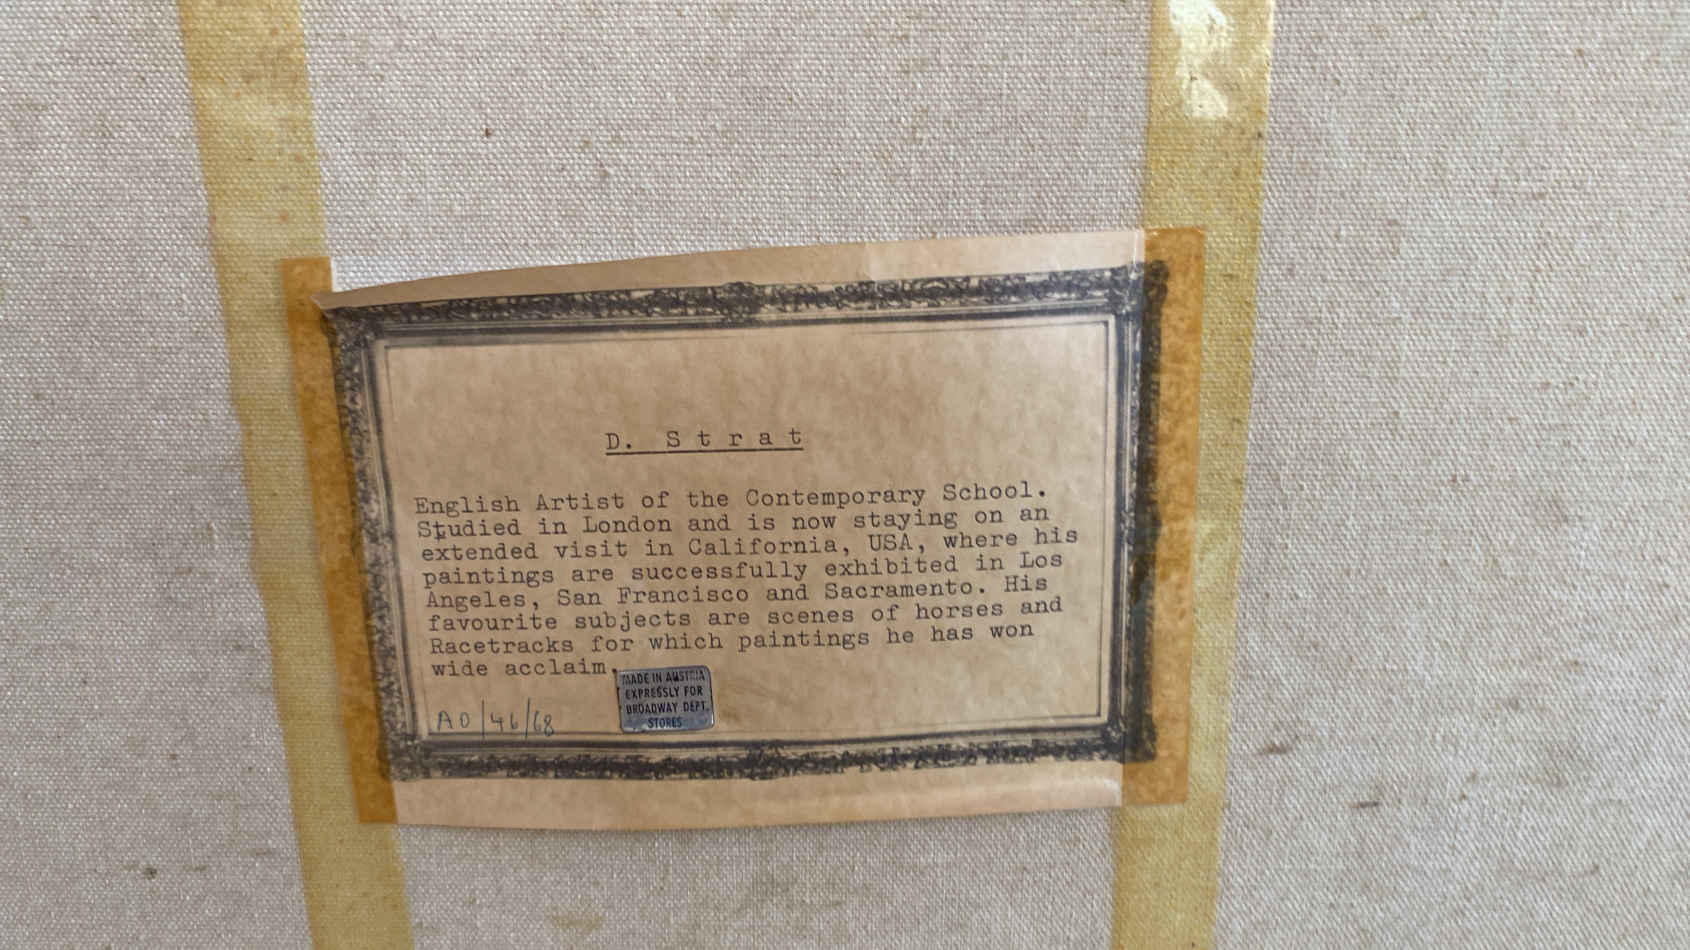 D. Strat
English Artist of the Contemporary School.
Studied in London and is now staying on an
extended visit in California, USA, where his
paintings are successfully exhibited in Los
Angeles, San Francisco and Sacramento. His
favourite subjects are scenes of horses and
Racetracks for which paintings he has won
wide acclaim.
MADE IN AUSTRIA
EXPRESSLY FOR
BROADWAY DEPT.
STORES
AO/46/68